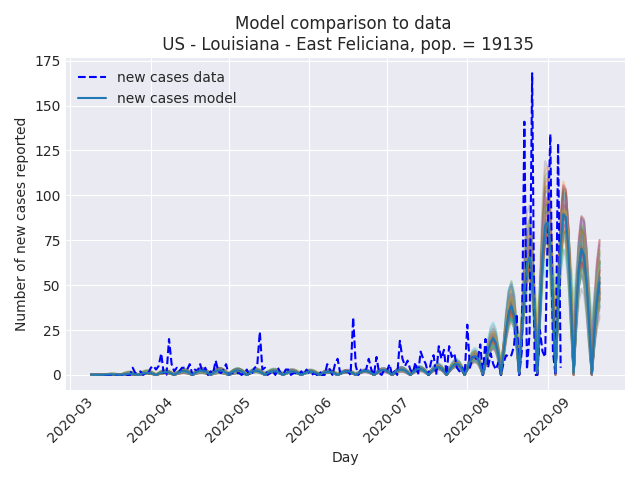 Model comparison to data
US - Louisiana - East Feliciana, pop. = 19135
new cases data
new cases model
Number of new cases reported
175
150
125
100
75
50
25
0
2020-03
2020-04
2020-05
2020-06
2020-07
2020-08
2020-09
Day